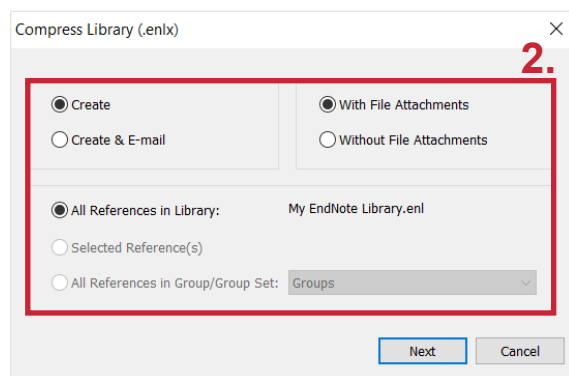 Compress Library (.enlx)
2.
Create With File Attachments
Create & E-mail Without File Attachments
All References in Library: My EndNote Library.enl
Selected Reference(s)
All References in Group/Group Set: Groups
Next Cancel